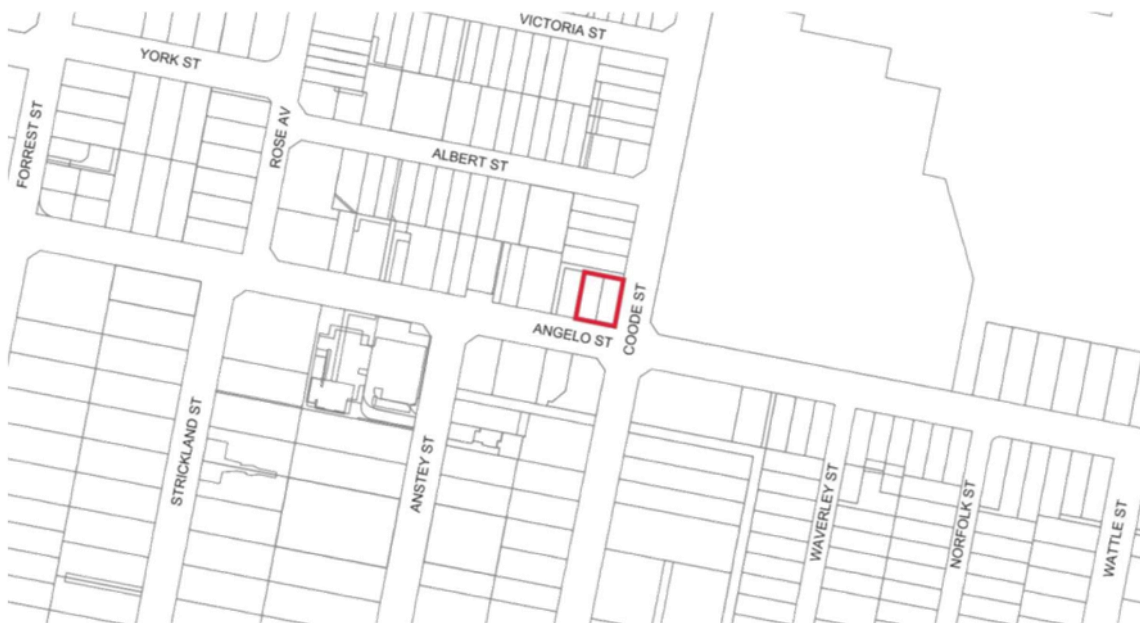 VICTORIA ST
YORK ST
FORREST ST
ROSE AV
ALBERT ST
ANGELO ST
COODE ST
STRICKLAND ST
ANSTEY ST
WAVERLEY ST
NORFOLK ST
WATTLE ST